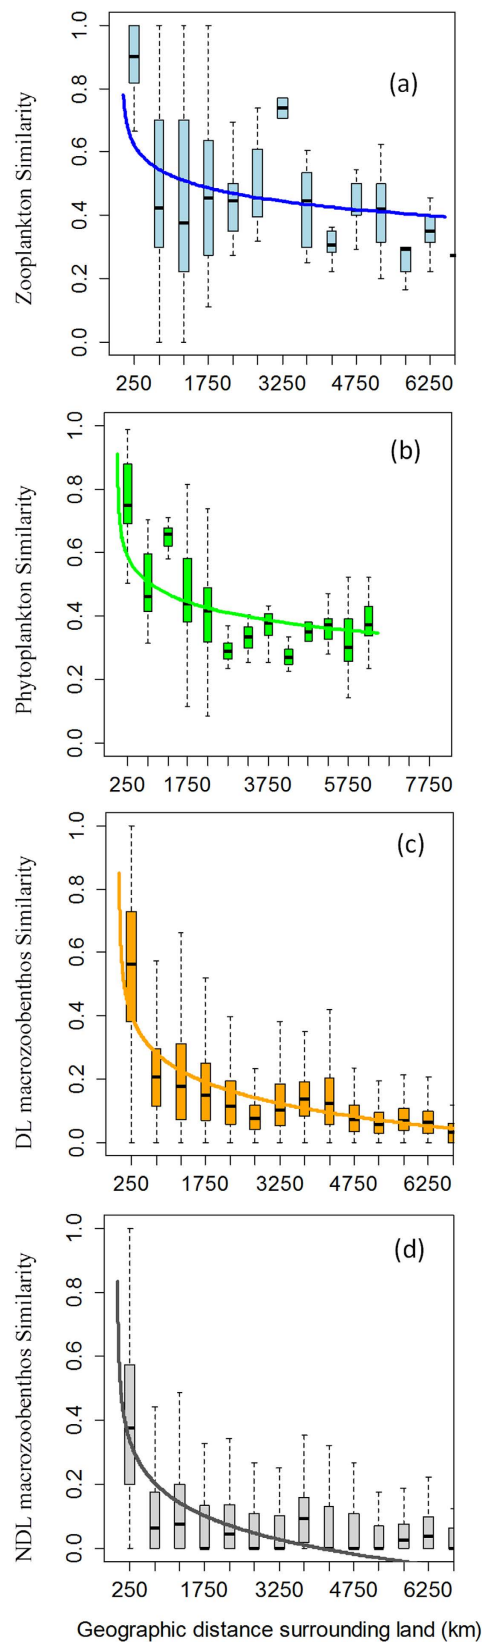 (a)
Zooplankton Similarity
1.0
0.8
0.6
0.4
0.2
0.0
250 1750 3250 4750 6250
(b)
Phytoplankton Similarity
1.0
0.8
0.6
0.4
0.2
0.0
250 1750 3750 5750 7750
(c)
DL macrozoobenthos Similarity
1.0
0.8
0.6
0.4
0.2
0.0
250 1750 3250 4750 6250
(d)
NDL macrozoobenthos Similarity
1.0
0.8
0.6
0.4
0.2
0.0
250 1750 3250 4750 6250
Geographic distance surrounding land (km)